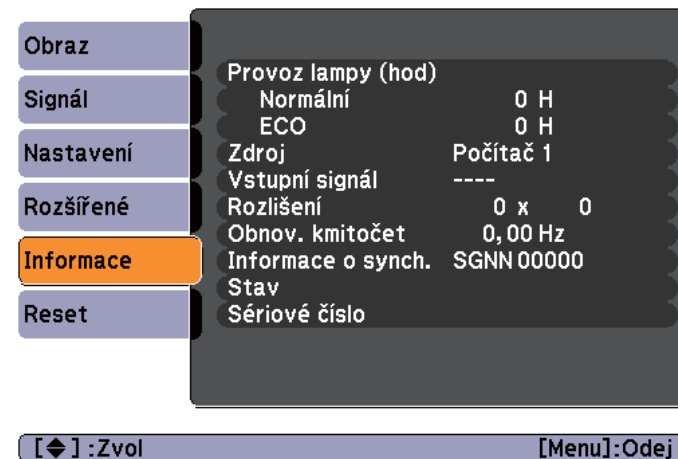 Obraz
Signál
Nastavení
Rozšířené
Informace
Reset
Provoz lampy (hod)
Normální 0 H
ECO 0 H
Zdroj Počítač 1
Vstupní signál ----
Rozlišení 0 x 0
Obnov. kmitočet 0,00 Hz
Informace o synch. SGNN 00000
Stav
Sériové číslo
[◆] :Zvol [Menu]:Odej